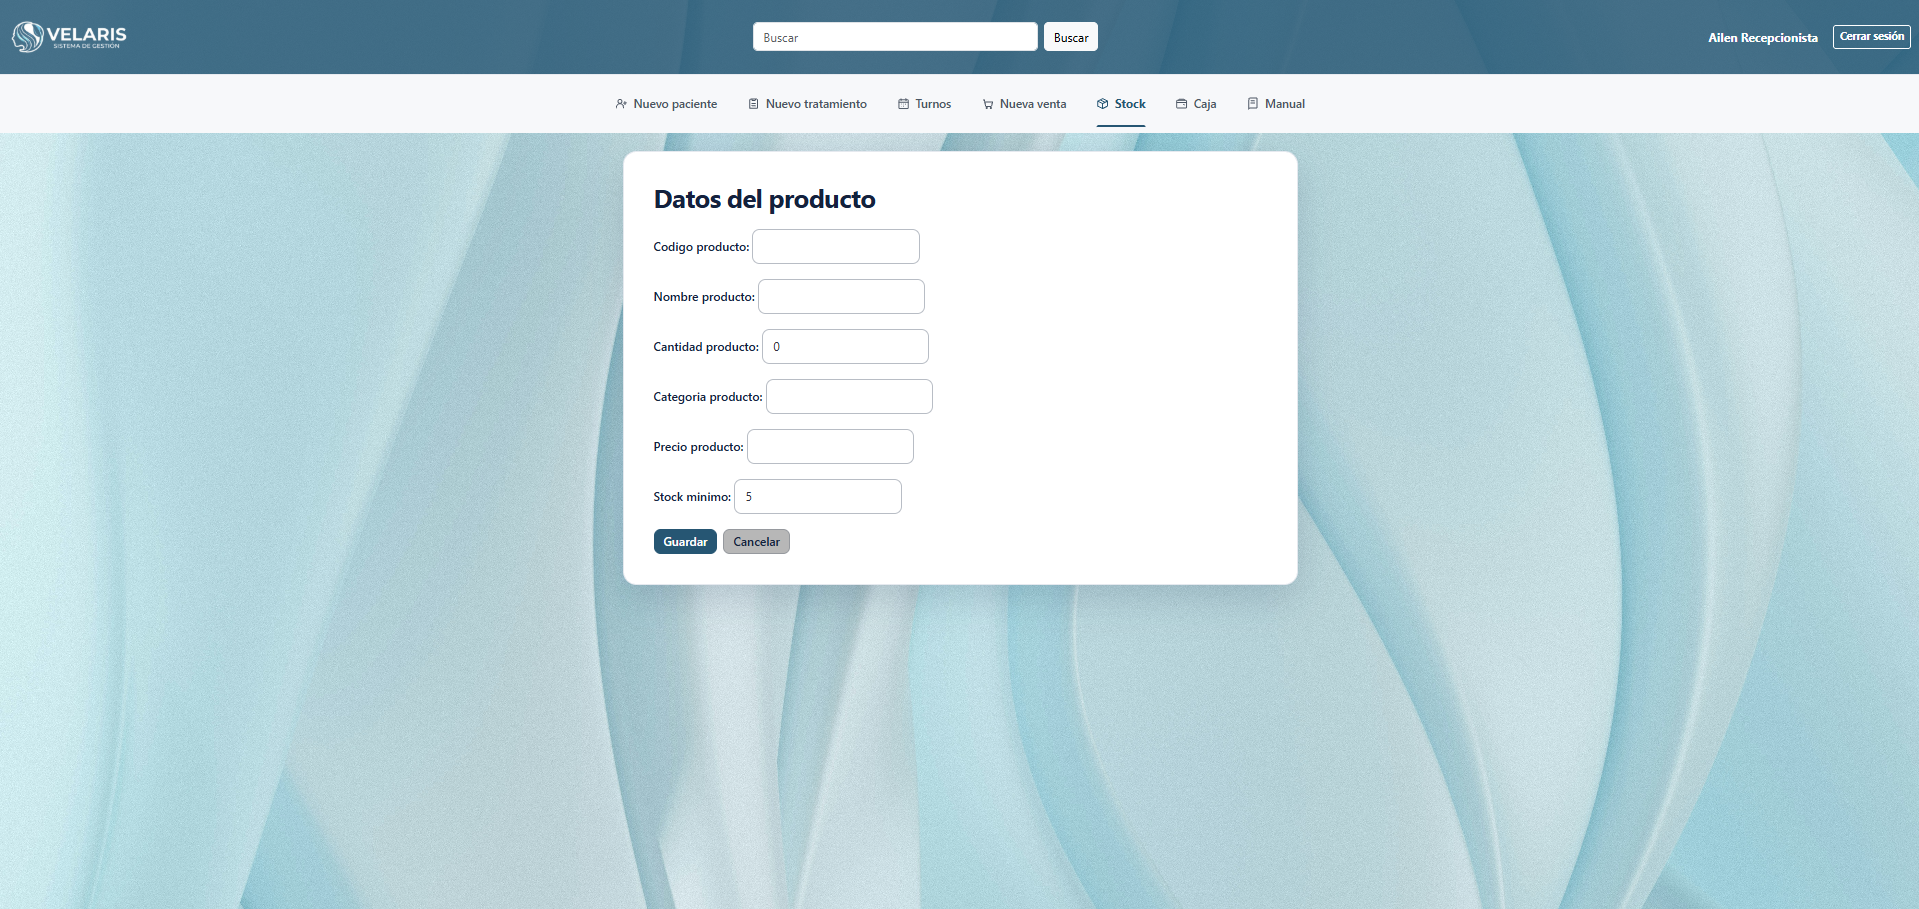 VELARIS
SISTEMA DE GESTIÓN
Buscar
Buscar
Ailen Recepcionista
Cerrar sesión
Nuevo paciente
Nuevo tratamiento
Turnos
Nueva venta
Stock
Caja
Manual
Datos del producto
Codigo producto:
Nombre producto:
Cantidad producto: 0
Categoria producto:
Precio producto:
Stock minimo: 5
Guardar
Cancelar